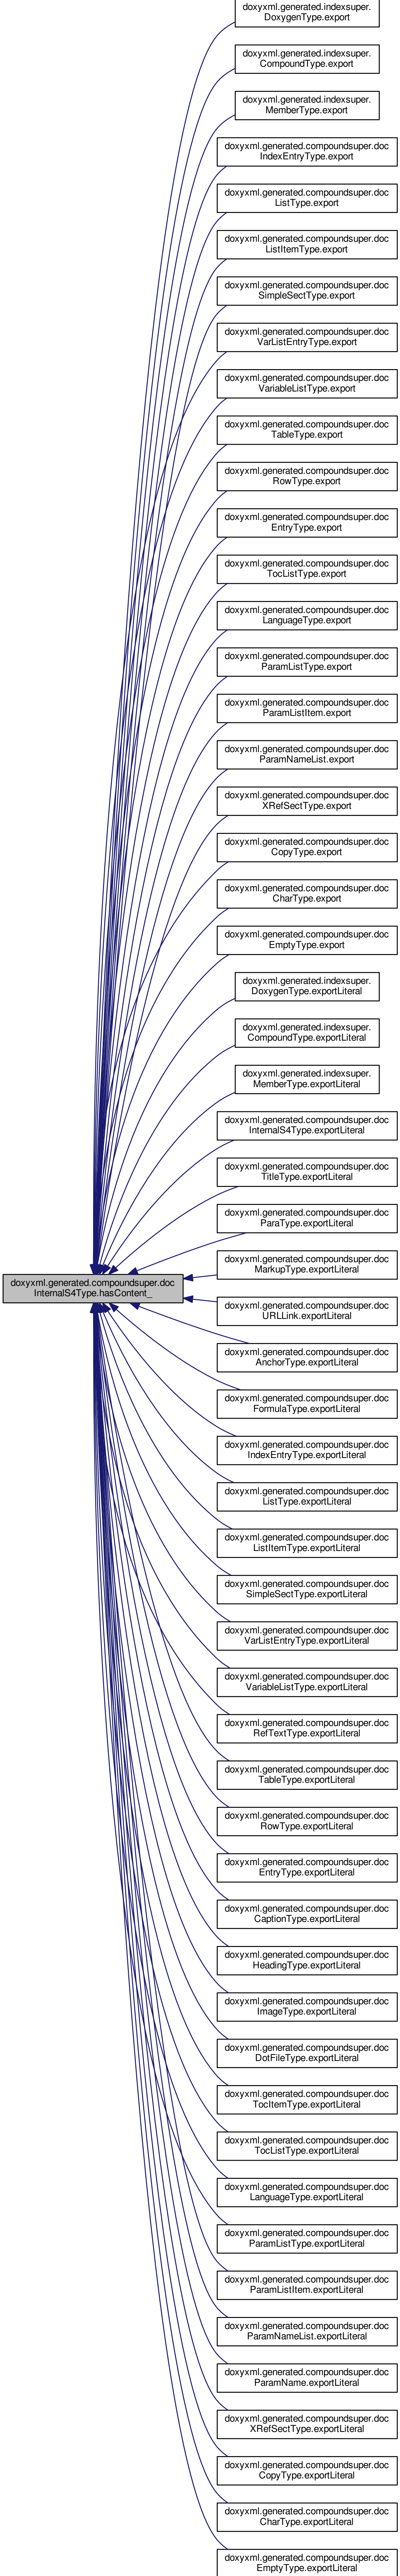 doxyxml.generated.indexsuper.
DoxygenType.export
doxyxml.generated.indexsuper.
CompoundType.export
doxyxml.generated.indexsuper.
MemberType.export
doxyxml.generated.compoundsuper.doc
IndexEntryType.export
doxyxml.generated.compoundsuper.doc
ListType.export
doxyxml.generated.compoundsuper.doc
ListItemType.export
doxyxml.generated.compoundsuper.doc
SimpleSectType.export
doxyxml.generated.compoundsuper.doc
VarListEntryType.export
doxyxml.generated.compoundsuper.doc
VariableListType.export
doxyxml.generated.compoundsuper.doc
TableType.export
doxyxml.generated.compoundsuper.doc
RowType.export
doxyxml.generated.compoundsuper.doc
EntryType.export
doxyxml.generated.compoundsuper.doc
TocListType.export
doxyxml.generated.compoundsuper.doc
LanguageType.export
doxyxml.generated.compoundsuper.doc
ParamListType.export
doxyxml.generated.compoundsuper.doc
ParamListItem.export
doxyxml.generated.compoundsuper.doc
ParamNameList.export
doxyxml.generated.compoundsuper.doc
XRefSectType.export
doxyxml.generated.compoundsuper.doc
CopyType.export
doxyxml.generated.compoundsuper.doc
CharType.export
doxyxml.generated.compoundsuper.doc
EmptyType.export
doxyxml.generated.indexsuper.
DoxygenType.exportLiteral
doxyxml.generated.indexsuper.
CompoundType.exportLiteral
doxyxml.generated.indexsuper.
MemberType.exportLiteral
doxyxml.generated.compoundsuper.doc
InternalS4Type.exportLiteral
doxyxml.generated.compoundsuper.doc
TitleType.exportLiteral
doxyxml.generated.compoundsuper.doc
ParaType.exportLiteral
doxyxml.generated.compoundsuper.doc
MarkupType.exportLiteral
doxyxml.generated.compoundsuper.doc
InternalS4Type.hasContent_
doxyxml.generated.compoundsuper.doc
URLLink.exportLiteral
doxyxml.generated.compoundsuper.doc
AnchorType.exportLiteral
doxyxml.generated.compoundsuper.doc
FormulaType.exportLiteral
doxyxml.generated.compoundsuper.doc
IndexEntryType.exportLiteral
doxyxml.generated.compoundsuper.doc
ListType.exportLiteral
doxyxml.generated.compoundsuper.doc
ListItemType.exportLiteral
doxyxml.generated.compoundsuper.doc
SimpleSectType.exportLiteral
doxyxml.generated.compoundsuper.doc
VarListEntryType.exportLiteral
doxyxml.generated.compoundsuper.doc
VariableListType.exportLiteral
doxyxml.generated.compoundsuper.doc
RefTextType.exportLiteral
doxyxml.generated.compoundsuper.doc
TableType.exportLiteral
doxyxml.generated.compoundsuper.doc
RowType.exportLiteral
doxyxml.generated.compoundsuper.doc
EntryType.exportLiteral
doxyxml.generated.compoundsuper.doc
CaptionType.exportLiteral
doxyxml.generated.compoundsuper.doc
HeadingType.exportLiteral
doxyxml.generated.compoundsuper.doc
ImageType.exportLiteral
doxyxml.generated.compoundsuper.doc
DotFileType.exportLiteral
doxyxml.generated.compoundsuper.doc
TocItemType.exportLiteral
doxyxml.generated.compoundsuper.doc
TocListType.exportLiteral
doxyxml.generated.compoundsuper.doc
LanguageType.exportLiteral
doxyxml.generated.compoundsuper.doc
ParamListType.exportLiteral
doxyxml.generated.compoundsuper.doc
ParamListItem.exportLiteral
doxyxml.generated.compoundsuper.doc
ParamNameList.exportLiteral
doxyxml.generated.compoundsuper.doc
ParamName.exportLiteral
doxyxml.generated.compoundsuper.doc
XRefSectType.exportLiteral
doxyxml.generated.compoundsuper.doc
CopyType.exportLiteral
doxyxml.generated.compoundsuper.doc
CharType.exportLiteral
doxyxml.generated.compoundsuper.doc
EmptyType.exportLiteral